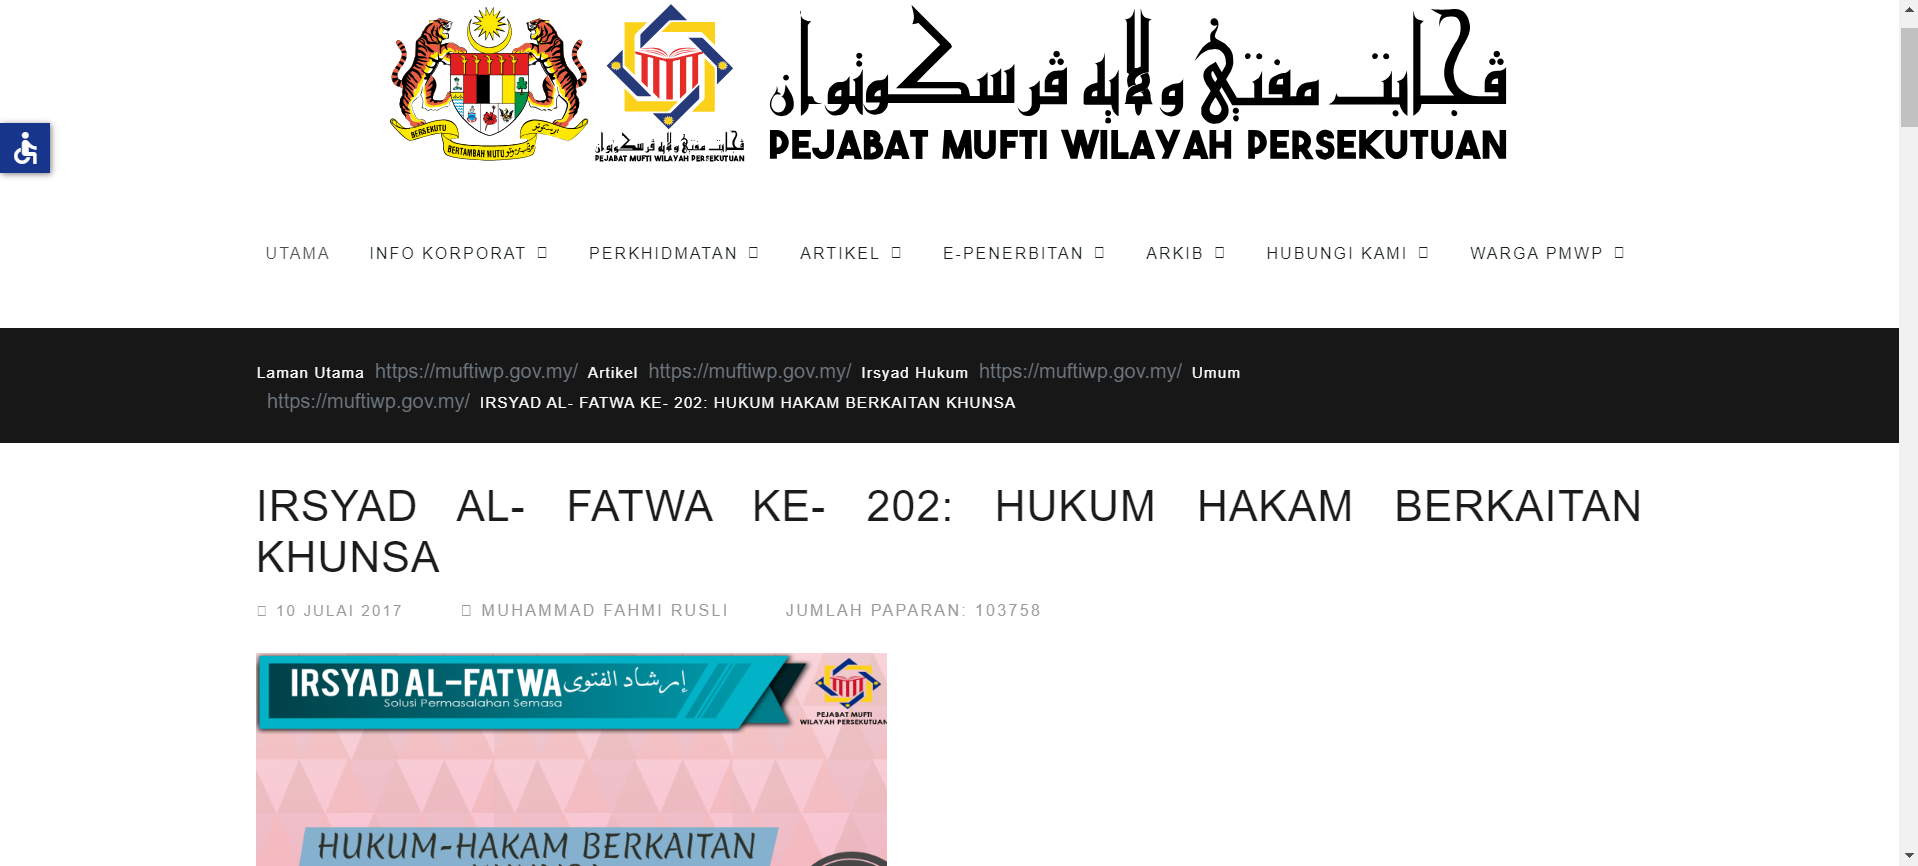 BERSEKUTU
BERTAMBAH MUTU
ڤجابت مفتي ولايه ڤرسكوتوان
PEJABAT MUFTI WILAYAH PERSEKUTUAN
ڤجابت مفتي ولايه ڤرسكوتوان
PEJABAT MUFTI WILAYAH PERSEKUTUAN
UTAMA INFO KORPORAT PERKHIDMATAN ARTIKEL E-PENERBITAN ARKIB HUBUNGI KAMI WARGA PMWP
Laman Utama https://muftiwp.gov.my/ Artikel https://muftiwp.gov.my/ Irsyad Hukum https://muftiwp.gov.my/ Umum
https://muftiwp.gov.my/ IRSYAD AL- FATWA KE- 202: HUKUM HAKAM BERKAITAN KHUNSA
IRSYAD AL- FATWA KE- 202: HUKUM HAKAM BERKAITAN
KHUNSA
10 JULAI 2017 MUHAMMAD FAHMI RUSLI JUMLAH PAPARAN: 103758
IRSYAD AL-FATWA إرشاد الفتوى
Solusi Permasalahan Semasa
PEJABAT MUFTI
WILAYAH PERSEKUTUAN
HUKUM-HAKAM BERKAITAN